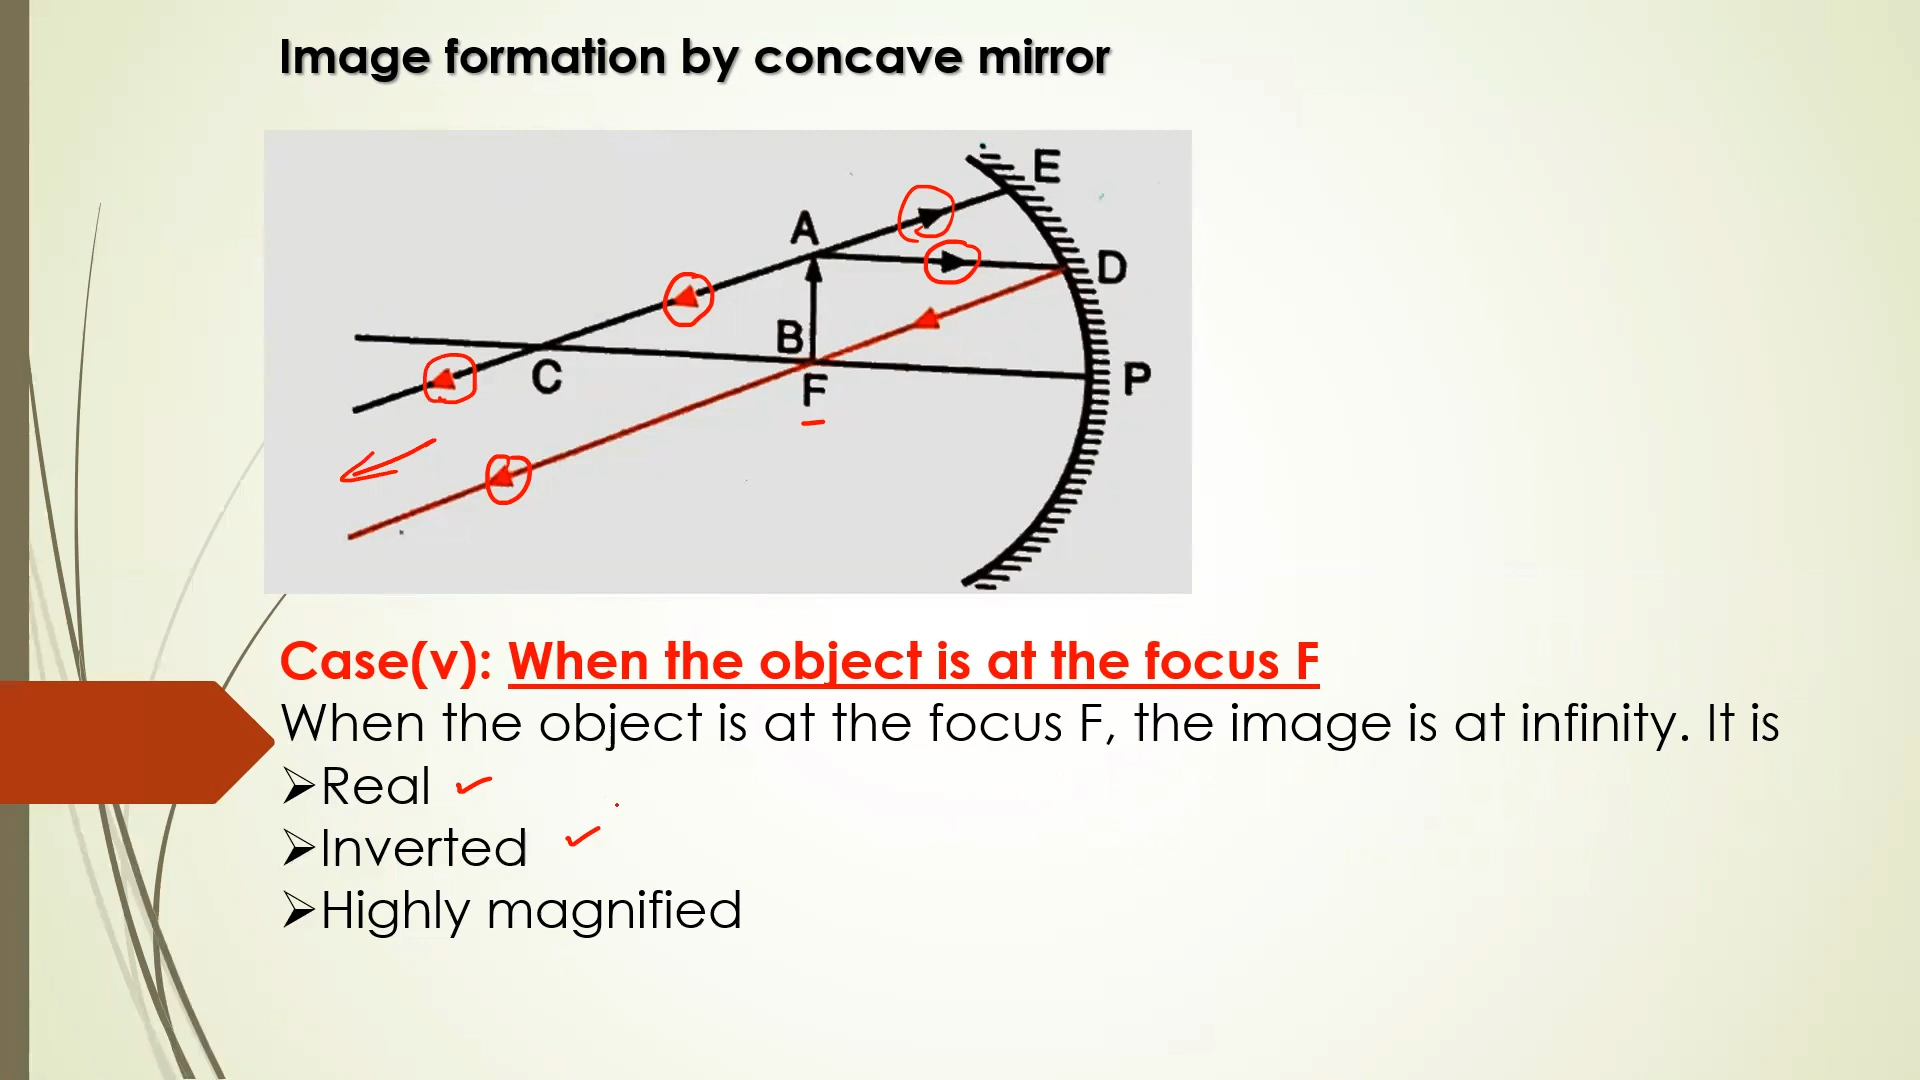 Image formation by concave mirror
E
A
D
B
C
F
P
Case(v): When the object is at the focus F
When the object is at the focus F, the image is at infinity. It is
➢Real
➢Inverted
➢Highly magnified